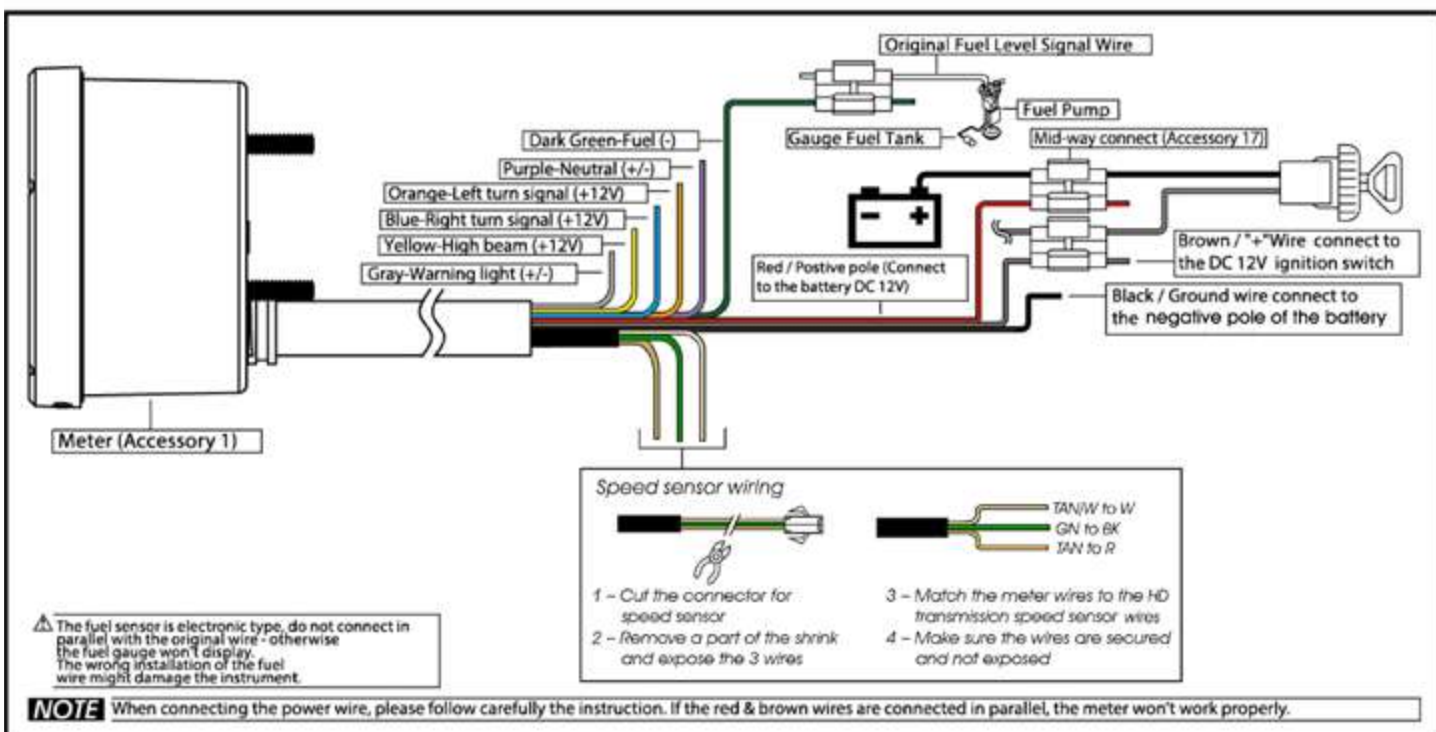 Original Fuel Level Signal Wire
Fuel Pump
Gauge Fuel Tank
Mid-way connect (Accessory 17)
Dark Green-Fuel (-)
Purple-Neutral (+/-)
Orange-Left turn signal (+12V)
Blue-Right turn signal (+12V)
Yellow-High beam (+12V)
Gray-Warning light (+/-)
- +
Red / Postive pole (Connect
to the battery DC 12V)
Brown / "+"Wire connect to
the DC 12V ignition switch
Black / Ground wire connect to
the negative pole of the battery
Meter (Accessory 1)
Speed sensor wiring
TAN/W to W
GN to BK
TAN to R
1 - Cut the connector for
speed sensor
2 - Remove a part of the shrink
and expose the 3 wires
3 - Match the meter wires to the HD
transmission speed sensor wires
4 - Make sure the wires are secured
and not exposed
The fuel sensor is electronic type, do not connect in
parallel with the original wire - otherwise
the fuel gauge won't display.
The wrong installation of the fuel
wire might damage the instrument.
NOTE When connecting the power wire, please follow carefully the instruction. If the red & brown wires are connected in parallel, the meter won't work properly.